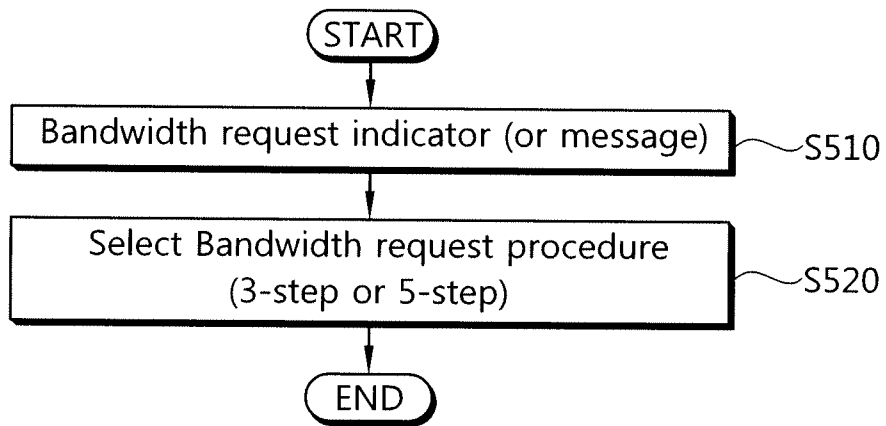 START
Bandwidth request indicator (or message)
S510
Select Bandwidth request procedure
(3-step or 5-step)
S520
END